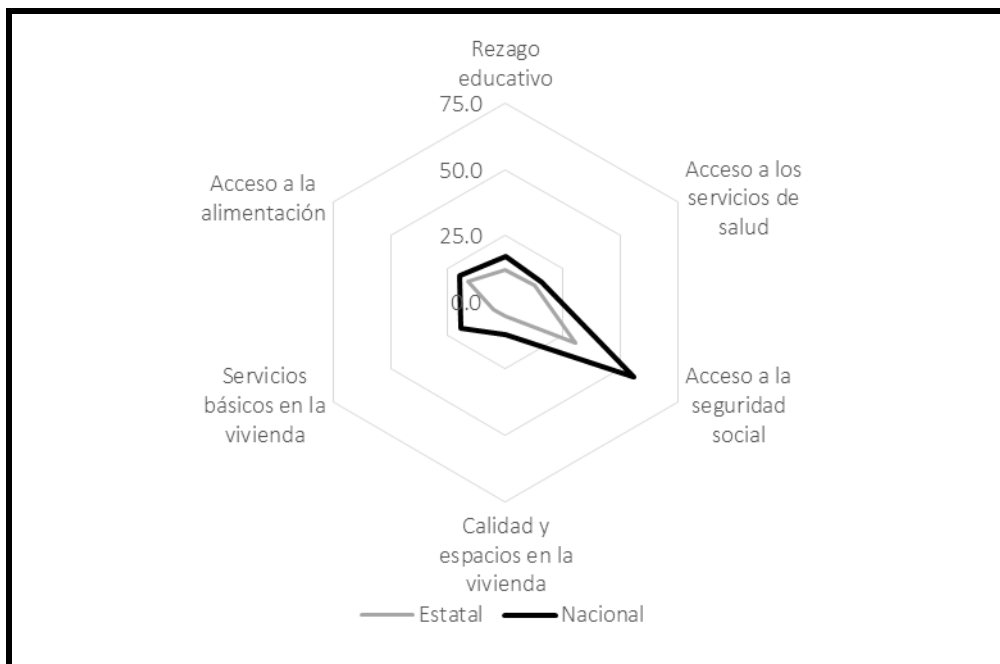 Rezago
educativo
75.0
50.0
25.0
0.0
Acceso a los
servicios de
salud
Acceso a la
seguridad
social
Calidad y
espacios en la
vivienda
Servicios
básicos en la
vivienda
Acceso a la
alimentación
Estatal
Nacional